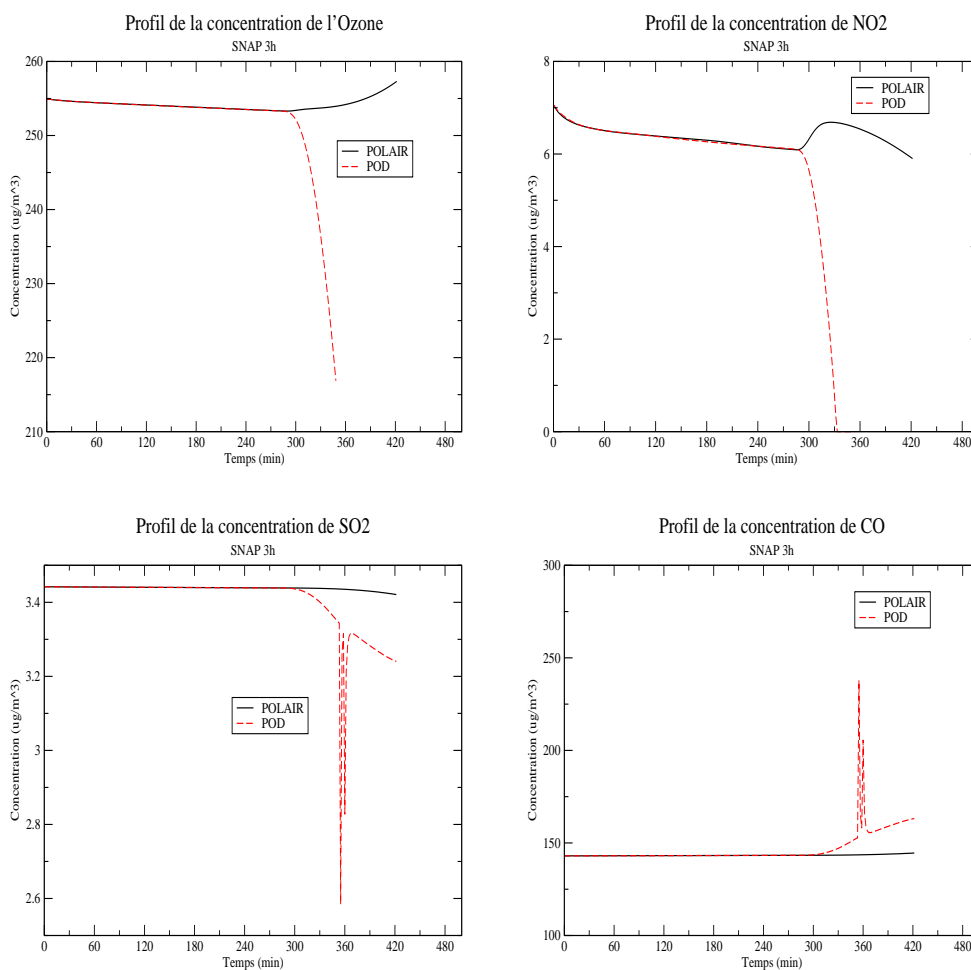 Profil de la concentration de l'Ozone
SNAP 3h
Concentration (ug/m^3)
260
250
240
230
220
210
POLAIR
POD
0 60 120 180 240 300 360 420 480
Temps (min)
Profil de la concentration de NO2
SNAP 3h
Concentration (ug/m^3)
8
6
4
2
0
POLAIR
POD
0 60 120 180 240 300 360 420 480
Temps (min)
Profil de la concentration de SO2
SNAP 3h
Concentration (ug/m^3)
3.4
3.2
3
2.8
2.6
POLAIR
POD
0 60 120 180 240 300 360 420 480
Temps (min)
Profil de la concentration de CO
SNAP 3h
Concentration (ug/m^3)
300
250
200
150
100
POLAIR
POD
0 60 120 180 240 300 360 420 480
Temps (min)